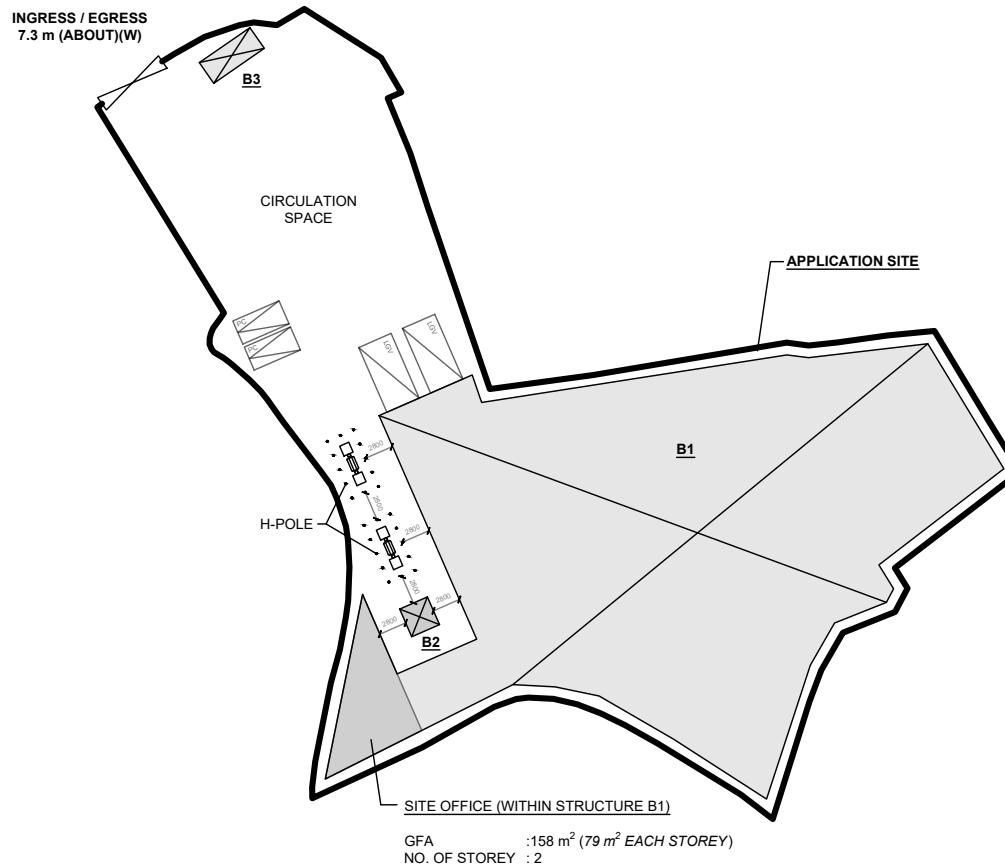 INGRESS / EGRESS
7.3 m (ABOUT)(W)
B3
CIRCULATION
SPACE
APPLICATION SITE
PC
PC
LGV
LGV
B1
2800
2800
H-POLE
2800
2800
2800
2800
B2
SITE OFFICE (WITHIN STRUCTURE B1)
GFA :158 m² (79 m² EACH STOREY)
NO. OF STOREY : 2